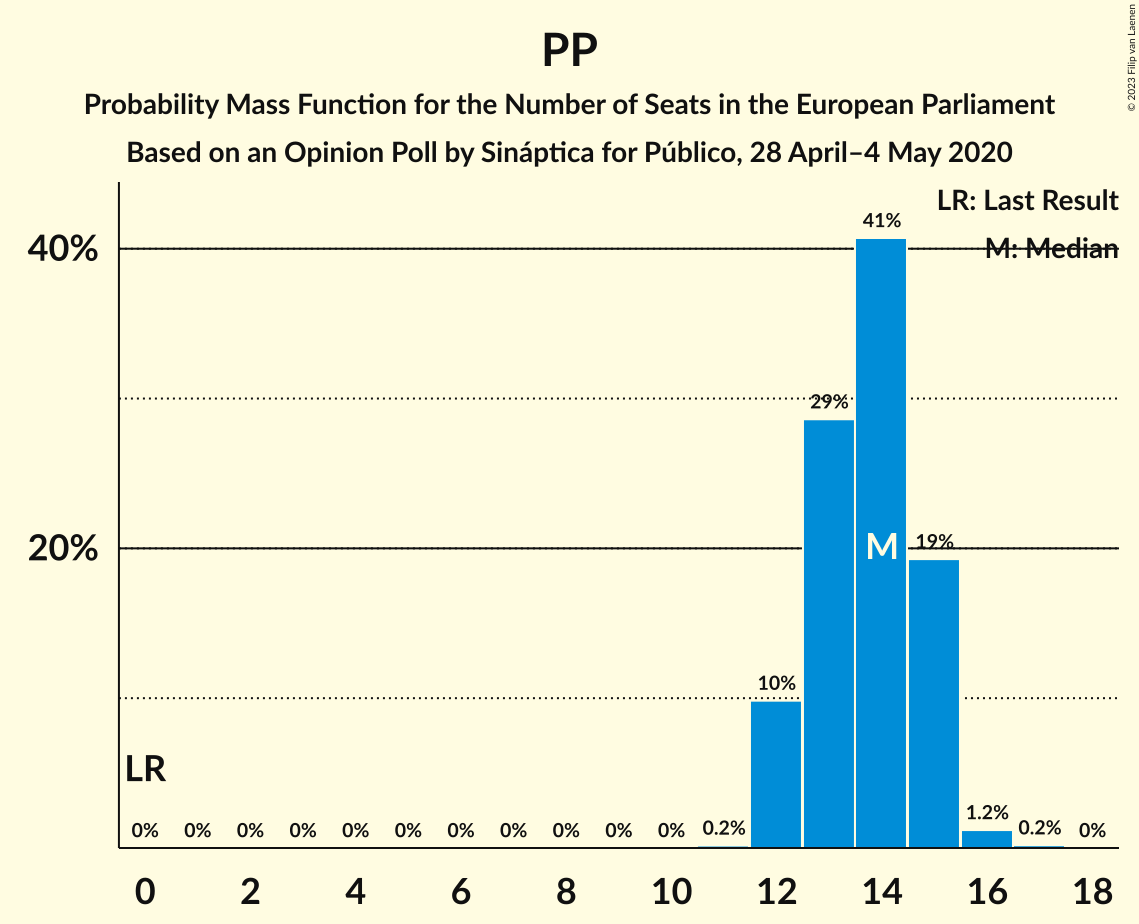 PP
Probability Mass Function for the Number of Seats in the European Parliament
Based on an Opinion Poll by Sináptica for Público, 28 April–4 May 2020
© 2023 Filip van Laenen
LR: Last Result
M: Median
40%
20%
41%
29%
M
19%
10%
LR
0% 0% 0% 0% 0% 0% 0% 0% 0% 0% 0% 0.2% 1.2% 0.2% 0%
0 2 4 6 8 10 12 14 16 18